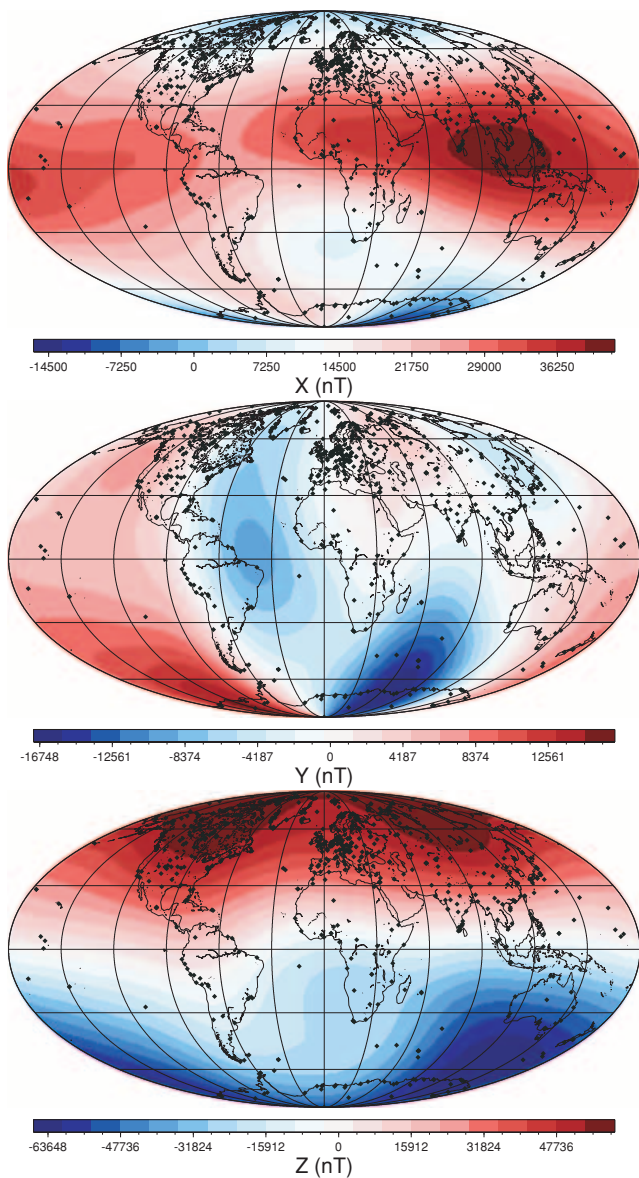 -14500 -7250 0 7250 14500 21750 29000 36250
X (nT)
-16748 -12561 -8374 -4187 0 4187 8374 12561
Y (nT)
-63648 -47736 -31824 -15912 0 15912 31824 47736
Z (nT)